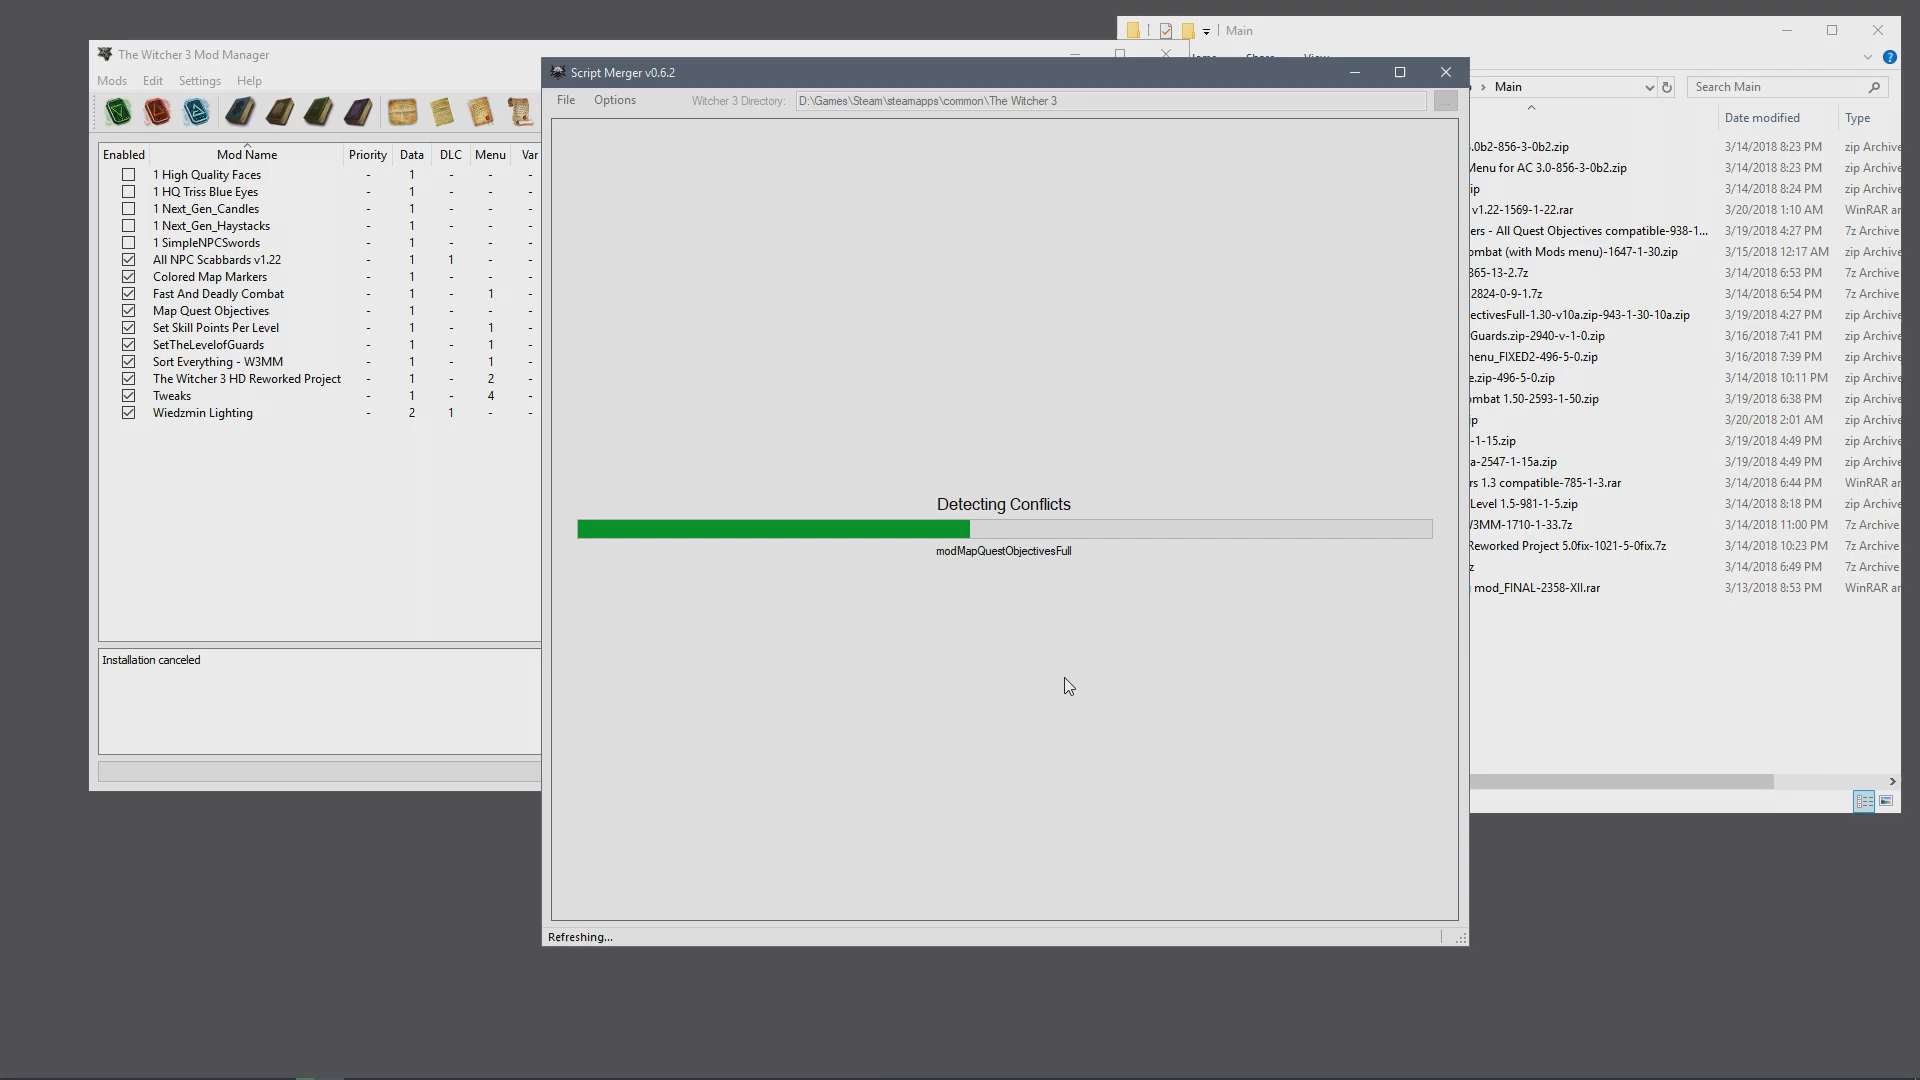 Main
The Witcher 3 Mod Manager
Mods Edit Settings Help
Enabled Mod Name Priority Data DLC Menu Var
1 High Quality Faces - 1 - - -
1 HQ Triss Blue Eyes - 1 - - -
1 Next_Gen_Candles - 1 - - -
1 Next_Gen_Haystacks - 1 - - -
1 SimpleNPCSwords - 1 - - -
All NPC Scabbards v1.22 - 1 1 - -
Colored Map Markers - 1 - - -
Fast And Deadly Combat - 1 - 1 -
Map Quest Objectives - 1 - - -
Set Skill Points Per Level - 1 - 1 -
SetTheLevelofGuards - 1 - 1 -
Sort Everything - W3MM - 1 - 1 -
The Witcher 3 HD Reworked Project - 1 - 2 -
Tweaks - 1 - 4 -
Wiedzmin Lighting - 2 1 - -
Installation canceled
Script Merger v0.6.2
File Options Witcher 3 Directory: D:\Games\Steam\steamapps\common\The Witcher 3 ...
Detecting Conflicts
modMapQuestObjectivesFull
Refreshing...
Main Search Main
Date modified Type
.0b2-856-3-0b2.zip 3/14/2018 8:23 PM zip Archive
Menu for AC 3.0-856-3-0b2.zip 3/14/2018 8:23 PM zip Archive
ip 3/14/2018 8:24 PM zip Archive
v1.22-1569-1-22.rar 3/20/2018 1:10 AM WinRAR ar
ers - All Quest Objectives compatible-938-1... 3/19/2018 4:27 PM 7z Archive
ombat (with Mods menu)-1647-1-30.zip 3/15/2018 12:17 AM zip Archive
365-13-2.7z 3/14/2018 6:53 PM 7z Archive
2824-0-9-1.7z 3/14/2018 6:54 PM 7z Archive
ectivesFull-1.30-v10a.zip-943-1-30-10a.zip 3/19/2018 4:27 PM zip Archive
Guards.zip-2940-v-1-0.zip 3/16/2018 7:41 PM zip Archive
menu_FIXED2-496-5-0.zip 3/16/2018 7:39 PM zip Archive
e.zip-496-5-0.zip 3/14/2018 10:11 PM zip Archive
ombat 1.50-2593-1-50.zip 3/19/2018 6:38 PM zip Archive
ip 3/20/2018 2:01 AM zip Archive
-1-15.zip 3/19/2018 4:49 PM zip Archive
a-2547-1-15a.zip 3/19/2018 4:49 PM zip Archive
rs 1.3 compatible-785-1-3.rar 3/14/2018 6:44 PM WinRAR ar
Level 1.5-981-1-5.zip 3/14/2018 8:18 PM zip Archive
W3MM-1710-1-33.7z 3/14/2018 11:00 PM 7z Archive
Reworked Project 5.0fix-1021-5-0fix.7z 3/14/2018 10:23 PM 7z Archive
z 3/14/2018 6:49 PM 7z Archive
mod_FINAL-2358-XII.rar 3/13/2018 8:53 PM WinRAR ar